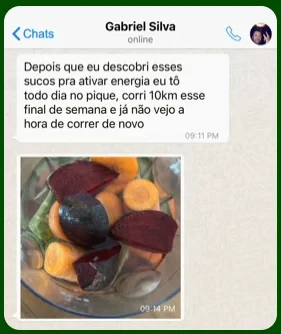 Chats
Gabriel Silva
online
Depois que eu descobri esses
sucos pra ativar energia eu tô
todo dia no pique, corri 10km esse
final de semana e já não vejo a
hora de correr de novo
09:11 PM
09:14 PM